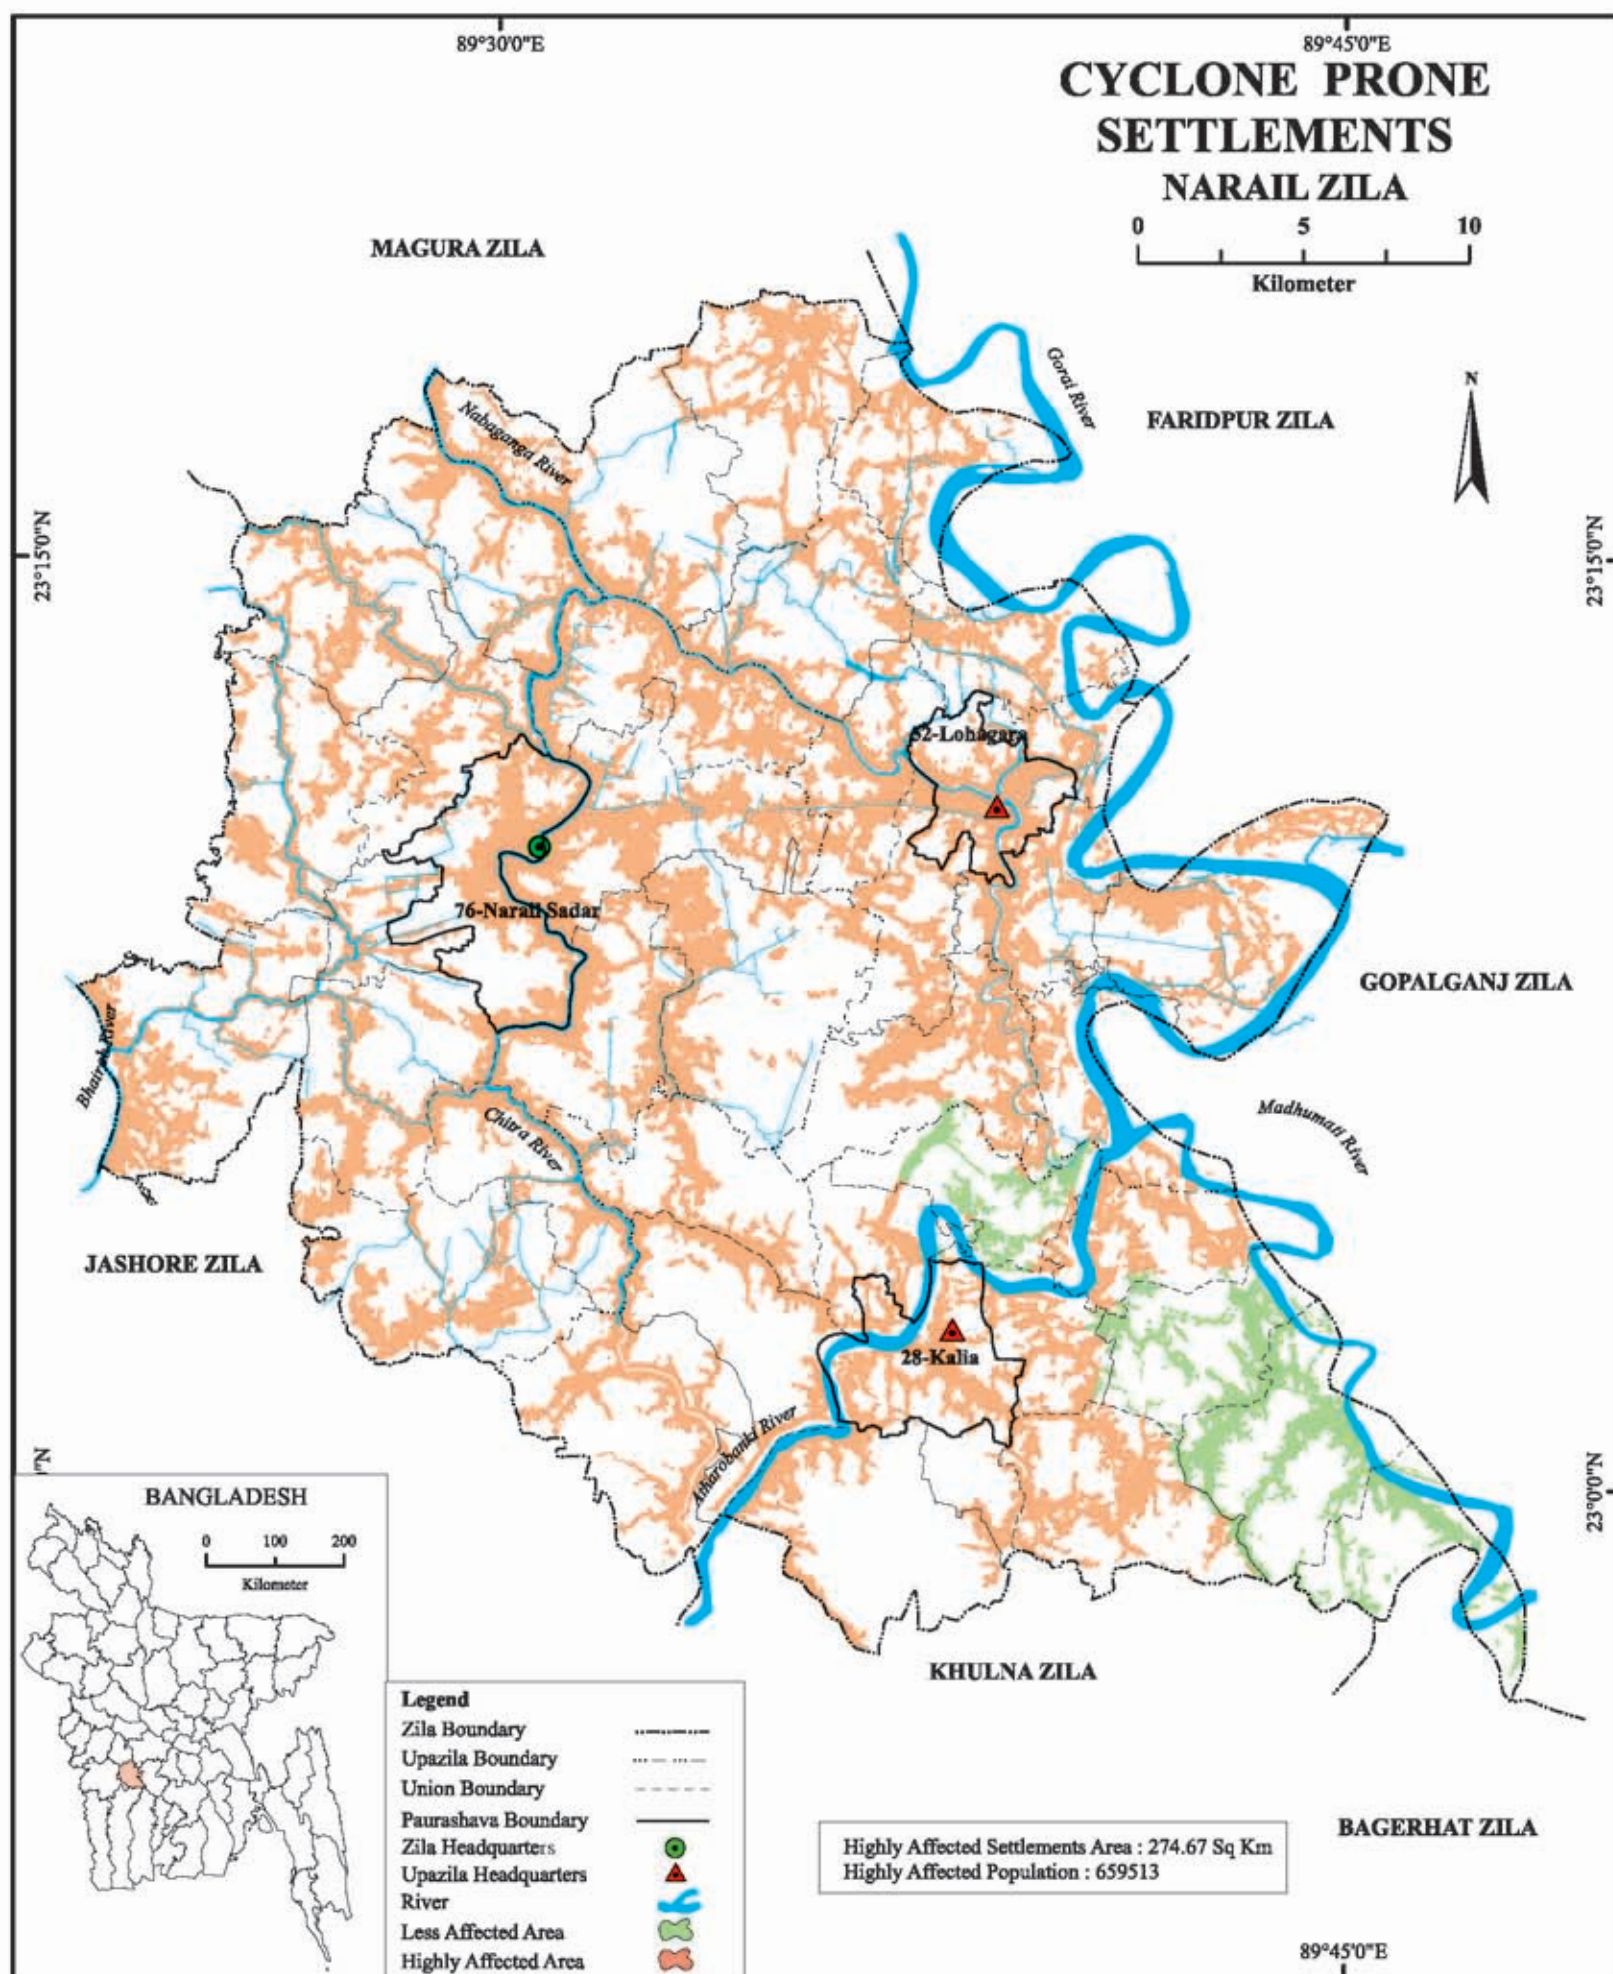 89°30'0"E
89°45'0"E
CYCLONE PRONE
SETTLEMENTS
NARAIL ZILA
0 5 10
Kilometer
MAGURA ZILA
Gorai River
N
FARIDPUR ZILA
Nabaganga River
23°15'0"N
23°15'0"N
52-Lohagara
76-Narail Sadar
GOPALGANJ ZILA
Bhairab River
Madhumati River
Chitra River
JASHORE ZILA
28-Kalia
Atharobanki River
0"N
23°0'0"N
BANGLADESH
0 100 200
Kilometer
KHULNA ZILA
Legend
Zila Boundary
Upazila Boundary
Union Boundary
Paurashava Boundary
Zila Headquarters
Upazila Headquarters
River
Less Affected Area
Highly Affected Area
BAGERHAT ZILA
Highly Affected Settlements Area : 274.67 Sq Km
Highly Affected Population : 659513
89°45'0"E